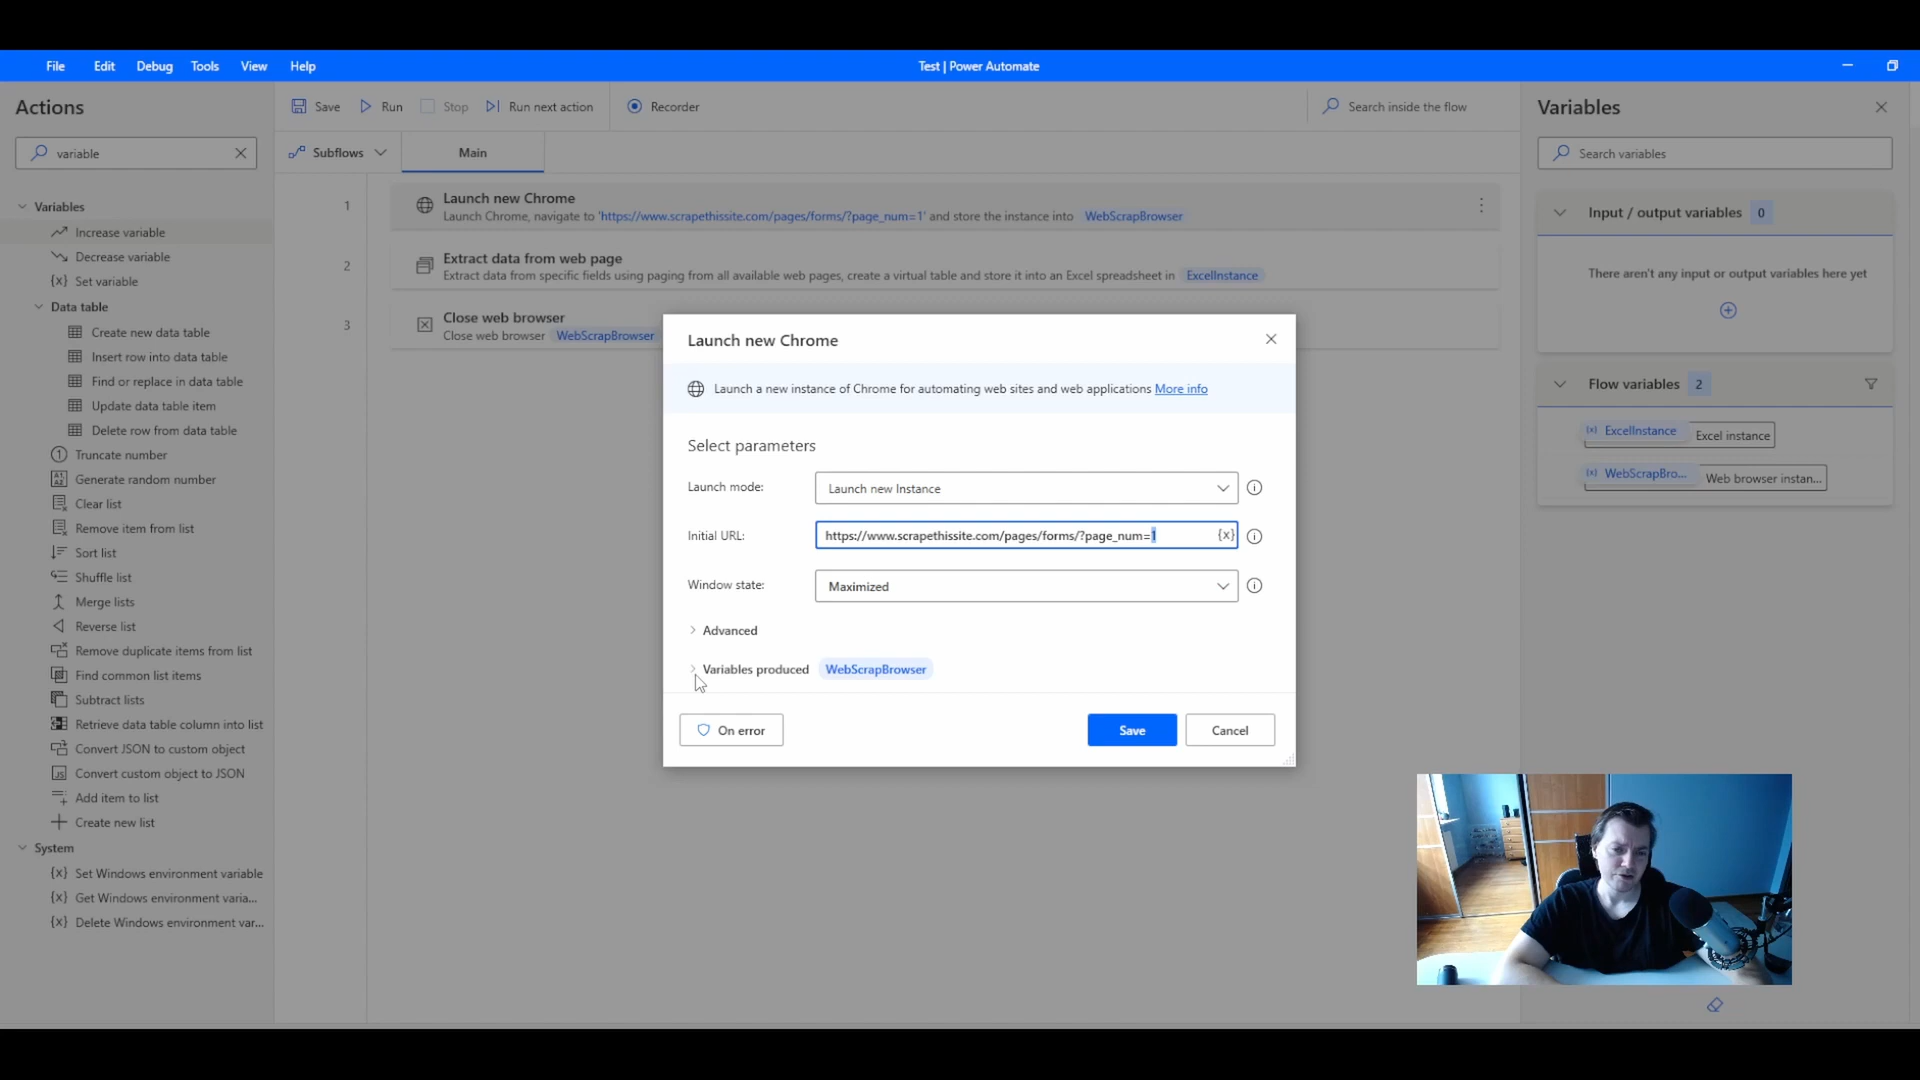 File Edit Debug Tools View Help
Test | Power Automate
Actions
variable
Variables
Increase variable
Decrease variable
{x} Set variable
Data table
Create new data table
Insert row into data table
Find or replace in data table
Update data table item
Delete row from data table
Truncate number
Generate random number
Clear list
Remove item from list
Sort list
Shuffle list
Merge lists
Reverse list
Remove duplicate items from list
Find common list items
Subtract lists
Retrieve data table column into list
Convert JSON to custom object
Convert custom object to JSON
Add item to list
Create new list
System
{x} Set Windows environment variable
{x} Get Windows environment varia...
{x} Delete Windows environment var...
Save Run Stop Run next action Recorder
Search inside the flow
Subflows Main
1
Launch new Chrome
Launch Chrome, navigate to 'https://www.scrapethissite.com/pages/forms/?page_num=1' and store the instance into WebScrapBrowser
2
Extract data from web page
Extract data from specific fields using paging from all available web pages, create a virtual table and store it into an Excel spreadsheet in ExcelInstance
3
Close web browser
Close web browser WebScrapBrowser
Launch new Chrome
Launch a new instance of Chrome for automating web sites and web applications More info
Select parameters
Launch mode: Launch new Instance
Initial URL: https://www.scrapethissite.com/pages/forms/?page_num=1 {x}
Window state: Maximized
Advanced
Variables produced WebScrapBrowser
On error
Save
Cancel
Variables
Search variables
Input / output variables 0
There aren't any input or output variables here yet
Flow variables 2
{x} ExcelInstance Excel instance
{x} WebScrapBro... Web browser instan...